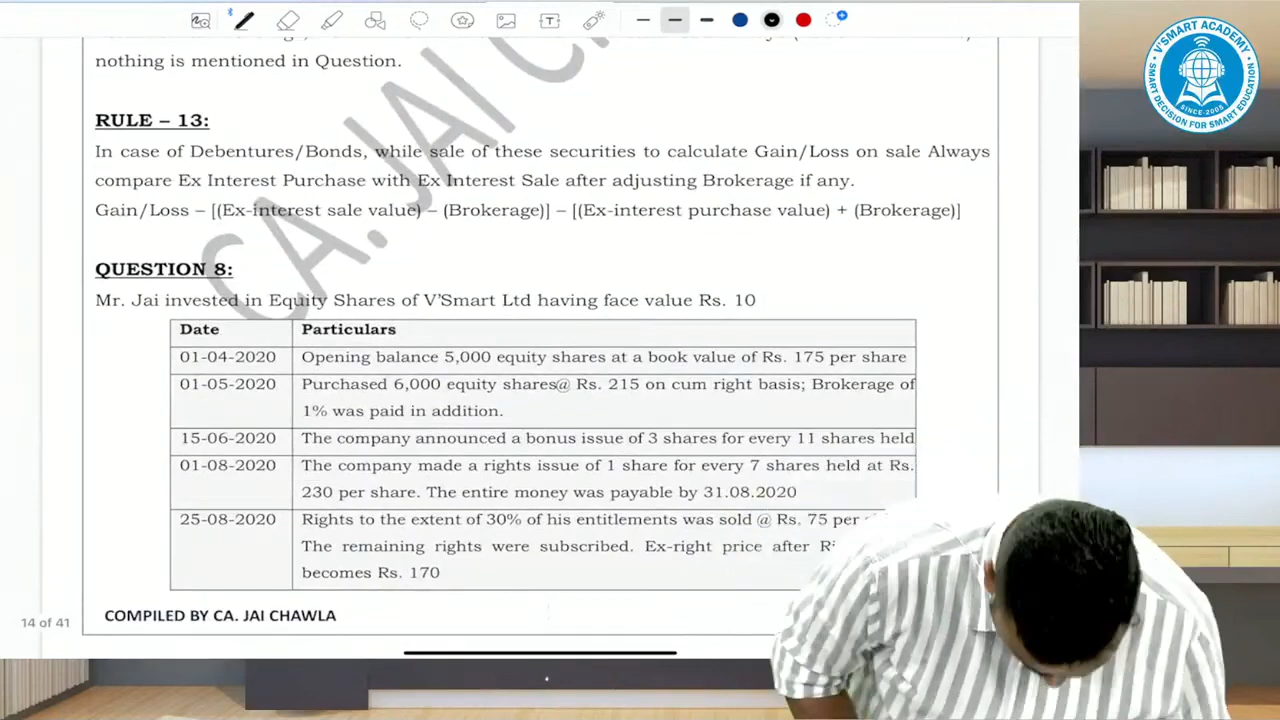 nothing is mentioned in Question.
RULE – 13:
In case of Debentures/Bonds, while sale of these securities to calculate Gain/Loss on sale Always
compare Ex Interest Purchase with Ex Interest Sale after adjusting Brokerage if any.
Gain/Loss – [(Ex-interest sale value) – (Brokerage)] – [(Ex-interest purchase value) + (Brokerage)]
QUESTION 8:
Mr. Jai invested in Equity Shares of V'Smart Ltd having face value Rs. 10
Date Particulars
01-04-2020 Opening balance 5,000 equity shares at a book value of Rs. 175 per share
01-05-2020 Purchased 6,000 equity shares@ Rs. 215 on cum right basis; Brokerage of
1% was paid in addition.
15-06-2020 The company announced a bonus issue of 3 shares for every 11 shares held
01-08-2020 The company made a rights issue of 1 share for every 7 shares held at Rs.
230 per share. The entire money was payable by 31.08.2020
25-08-2020 Rights to the extent of 30% of his entitlements was sold @ Rs. 75 per
The remaining rights were subscribed. Ex-right price after
becomes Rs. 170
COMPILED BY CA. JAI CHAWLA
14 of 41
CA. JAI C
V'SMART ACADEMY
SMART DECISION FOR SMART EDUCATION
SINCE-2005